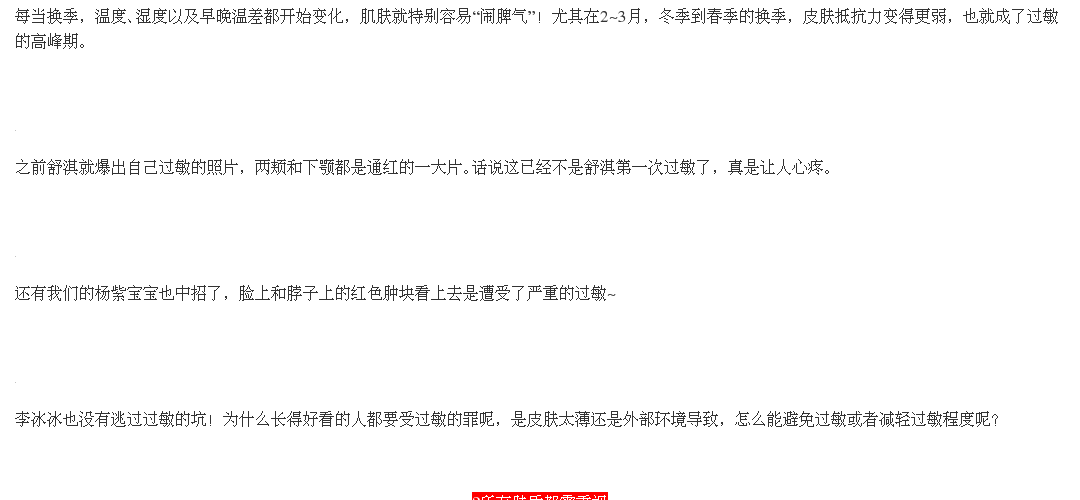 每当换季，温度、湿度以及早晚温差都开始变化，肌肤就特别容易“闹脾气”！尤其在2~3月，冬季到春季的换季，皮肤抵抗力变得更弱，也就成了过敏
的高峰期。
之前舒淇就爆出自己过敏的照片，两颊和下颚都是通红的一大片。话说这已经不是舒淇第一次过敏了，真是让人心疼。
还有我们的杨紫宝宝也中招了，脸上和脖子上的红色肿块看上去是遭受了严重的过敏~
李冰冰也没有逃过过敏的坑！为什么长得好看的人都要受过敏的罪呢，是皮肤太薄还是外部环境导致，怎么能避免过敏或者减轻过敏程度呢？